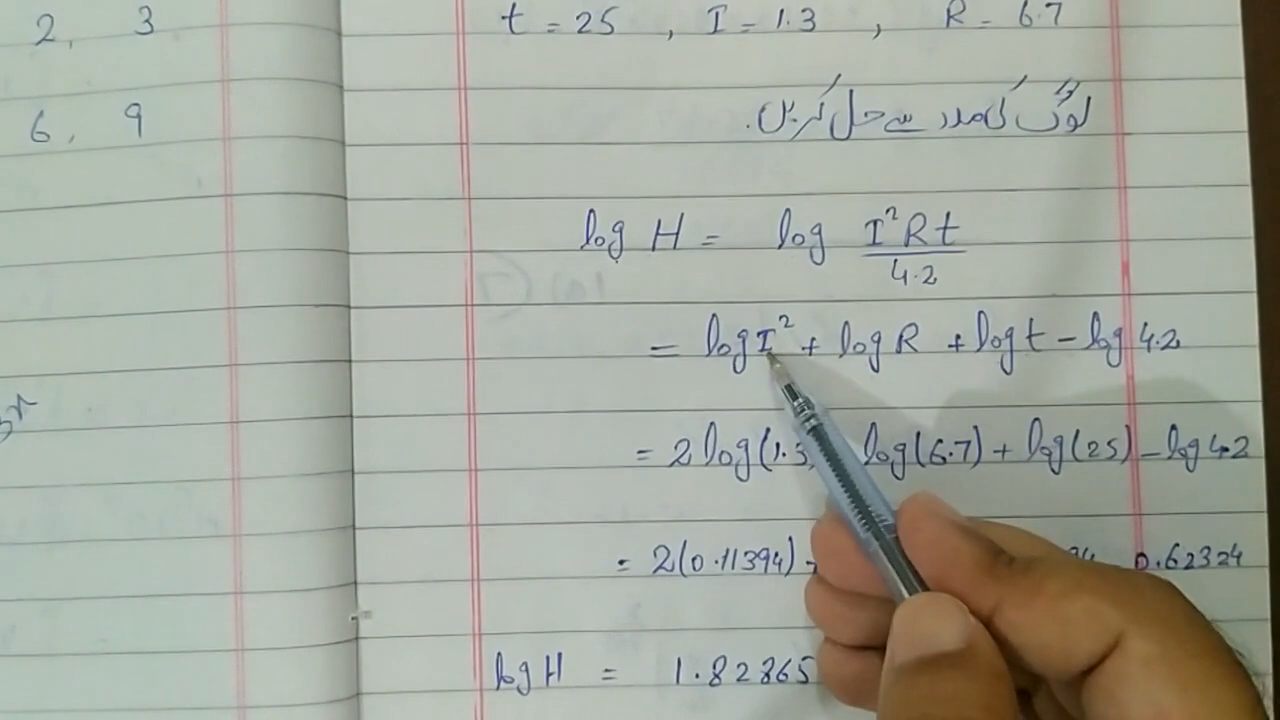 2, 3
6, 9
3x
t = 25 , I = 1.3 , R = 6.7
لوگ کی مدد سے حل کریں.
log H = log I²Rt / 4.2
= log I² + log R + log t - log 4.2
= 2 log (1.3) log (6.7) + log (25) - log 4.2
= 2(0.11394) 0.62324
log H = 1.82865